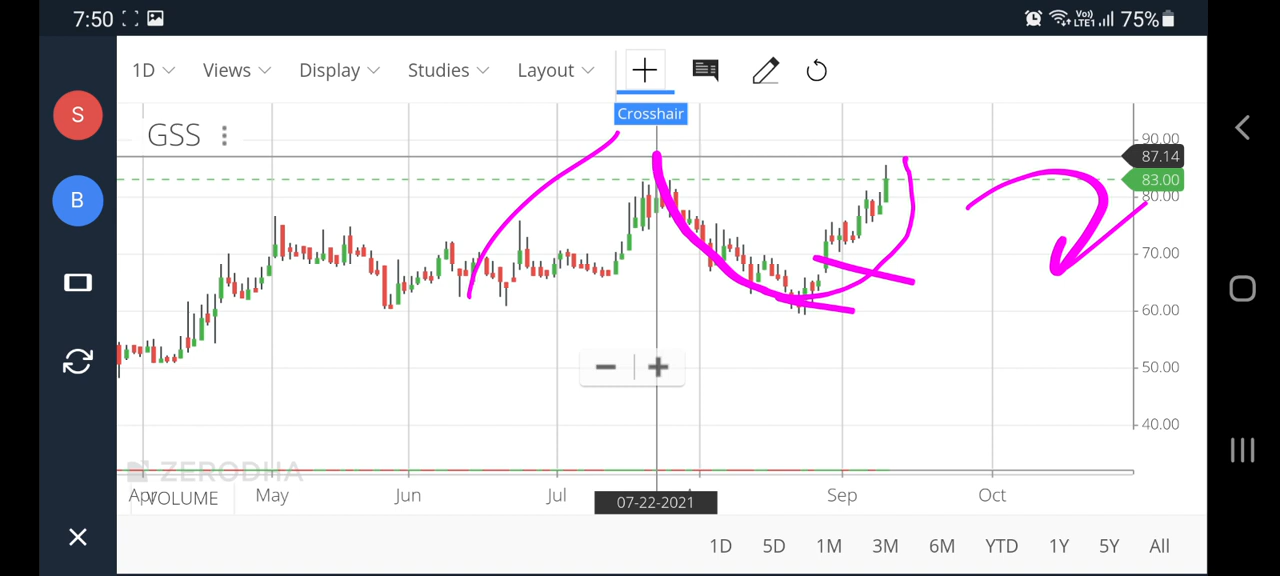 7:50 Vo) LTE1 75%
1D Views Display Studies Layout
S
Crosshair
GSS
90.00
87.14
83.00
80.00
B
70.00
60.00
50.00
40.00
ZERODHA
Apr May Jun Jul Sep Oct
VOLUME
07-22-2021
1D 5D 1M 3M 6M YTD 1Y 5Y All